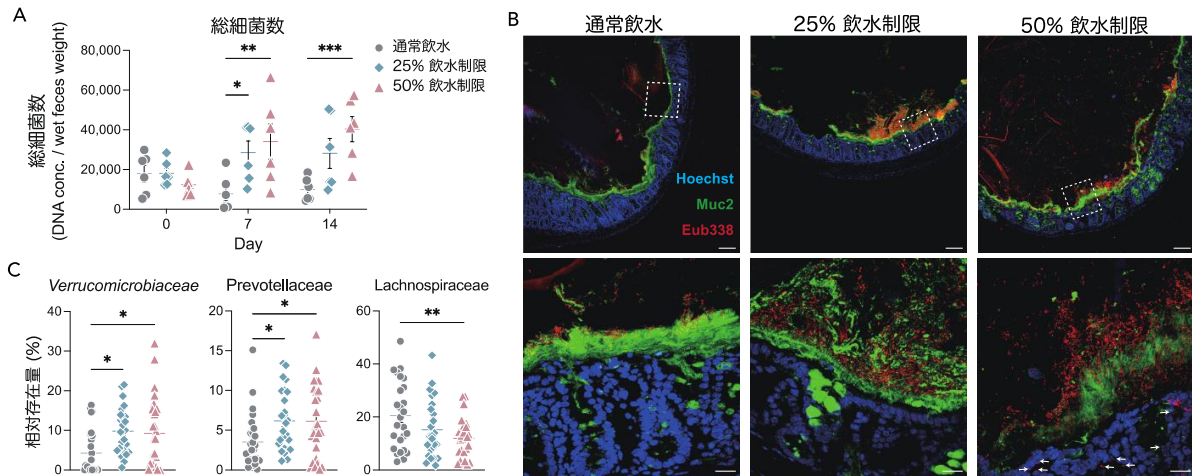 A
総細菌数
総細菌数
(DNA conc. / wet feces weight)
80,000
60,000
40,000
20,000
0
** ***
*
0 7 14
Day
通常飲水
25% 飲水制限
50% 飲水制限
B
通常飲水 25% 飲水制限 50% 飲水制限
Hoechst
Muc2
Eub338
C
相対存在量 (%)
Verrucomicrobiaceae
40
30
20
10
0
*
*
Prevotellaceae
20
15
10
5
0
*
*
Lachnospiraceae
60
40
20
0
**